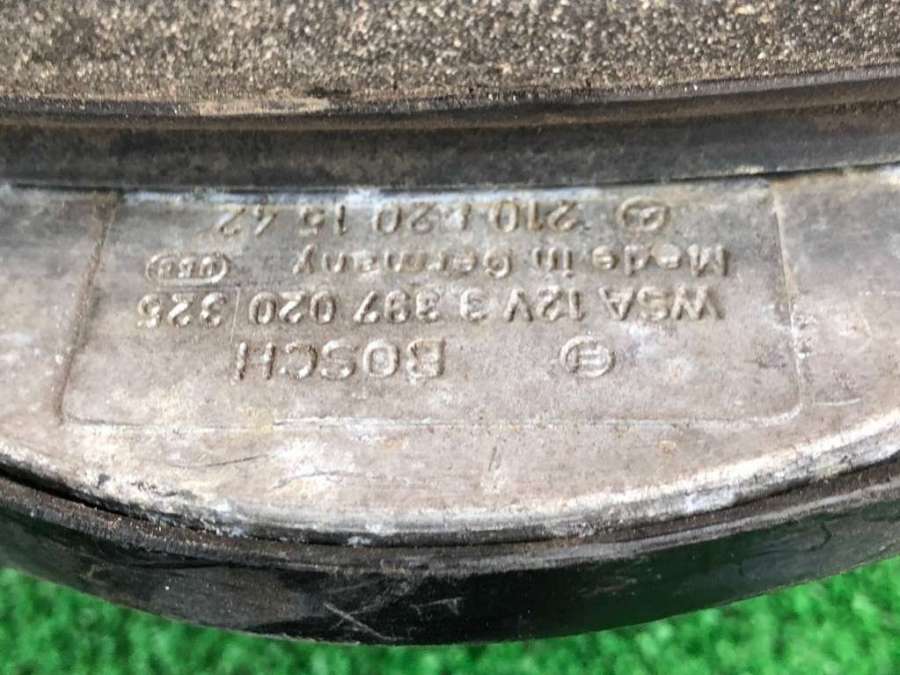 BOSCH
WSA 12V 3 397 020 325
Made in Germany
210 820 15 42